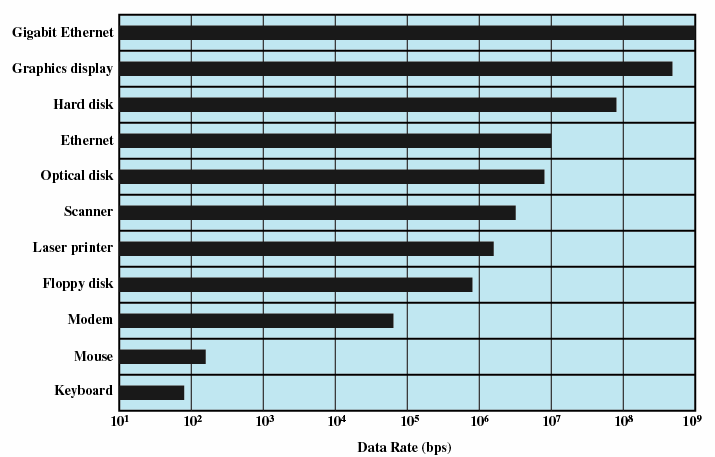 Gigabit Ethernet
Graphics display
Hard disk
Ethernet
Optical disk
Scanner
Laser printer
Floppy disk
Modem
Mouse
Keyboard
10¹ 10² 10³ 10⁴ 10⁵ 10⁶ 10⁷ 10⁸ 10⁹
Data Rate (bps)